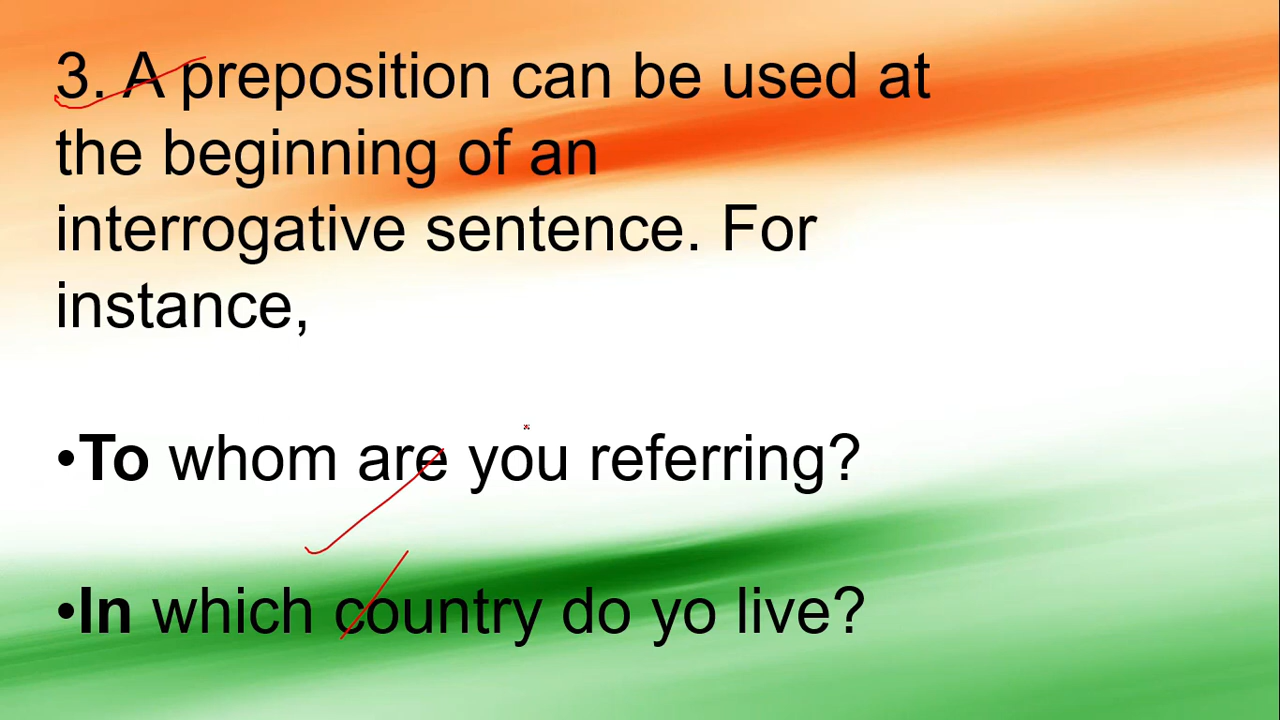 3. A preposition can be used at
the beginning of an
interrogative sentence. For
instance,
•To whom are you referring?
•In which country do yo live?